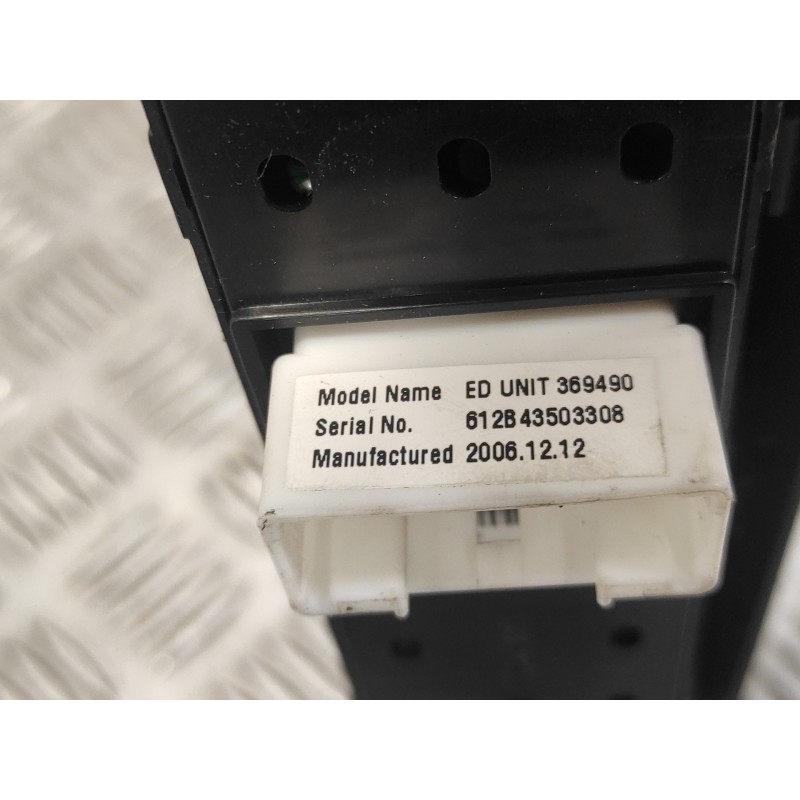 Model Name ED UNIT 369490
Serial No. 612B43503308
Manufactured 2006.12.12